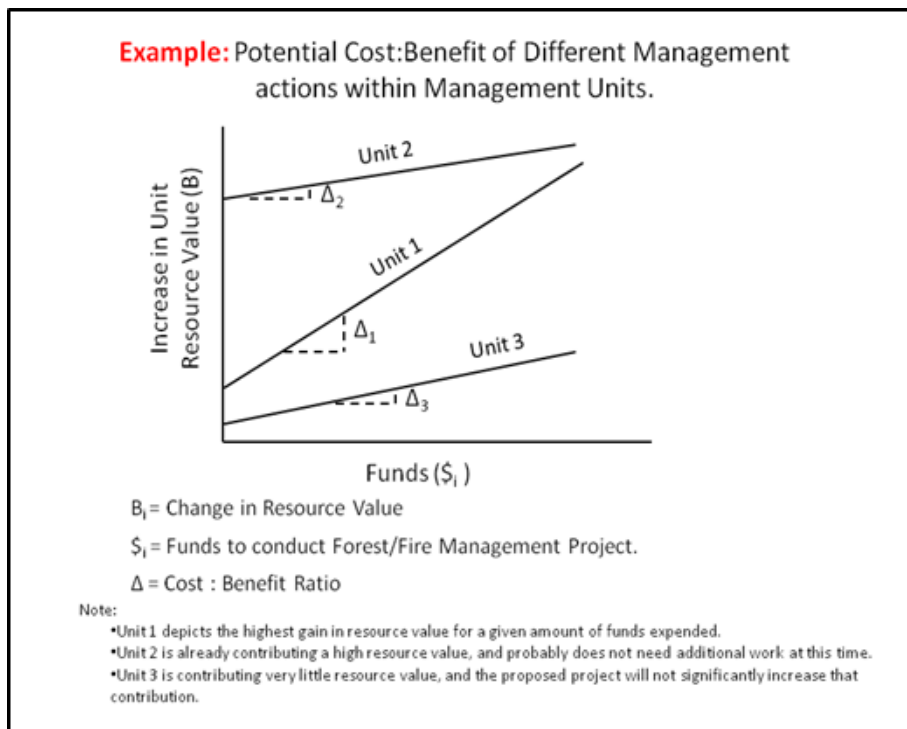 Example: Potential Cost:Benefit of Different Management
actions within Management Units.
Increase in Unit
Resource Value (B)
Unit 2
Δ₂
Unit 1
Δ₁
Unit 3
Δ₃
Funds ($ᵢ )
Bᵢ = Change in Resource Value
$ᵢ = Funds to conduct Forest/Fire Management Project.
Δ = Cost : Benefit Ratio
Note:
•Unit 1 depicts the highest gain in resource value for a given amount of funds expended.
•Unit 2 is already contributing a high resource value, and probably does not need additional work at this time.
•Unit 3 is contributing very little resource value, and the proposed project will not significantly increase that
contribution.